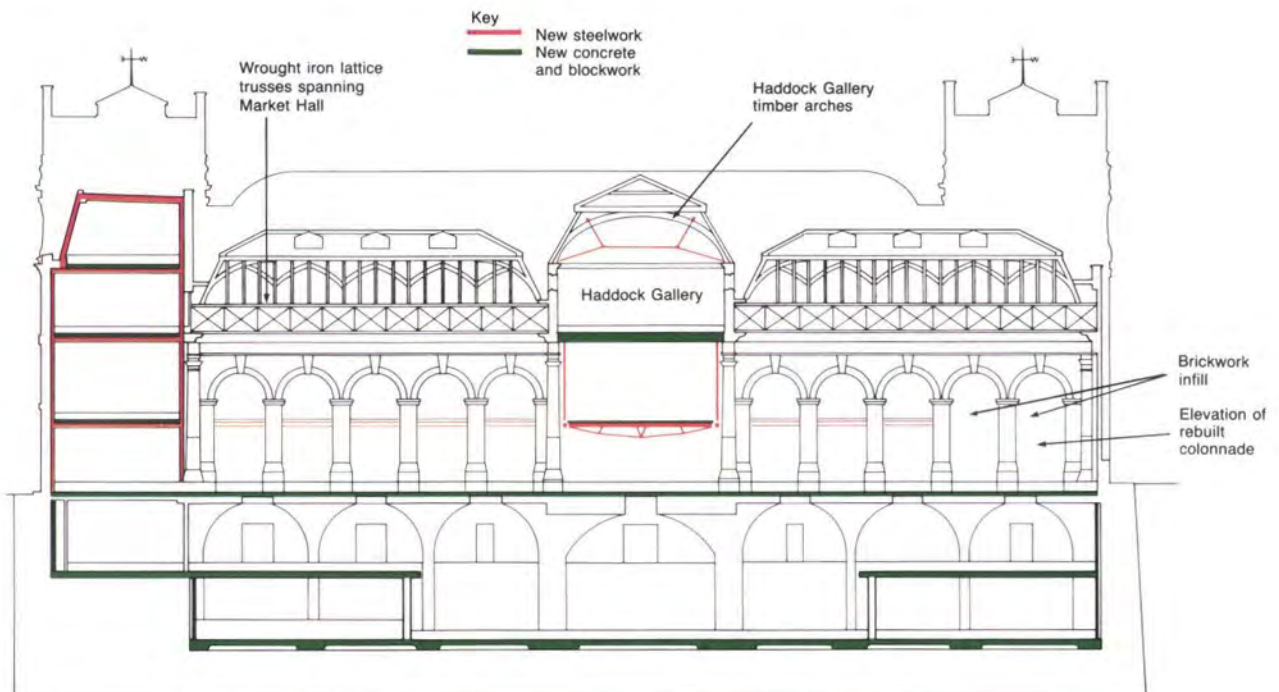 Key
New steelwork
New concrete
and blockwork
Wrought iron lattice
trusses spanning
Market Hall
Haddock Gallery
timber arches
Haddock Gallery
Brickwork
infill
Elevation of
rebuilt
colonnade